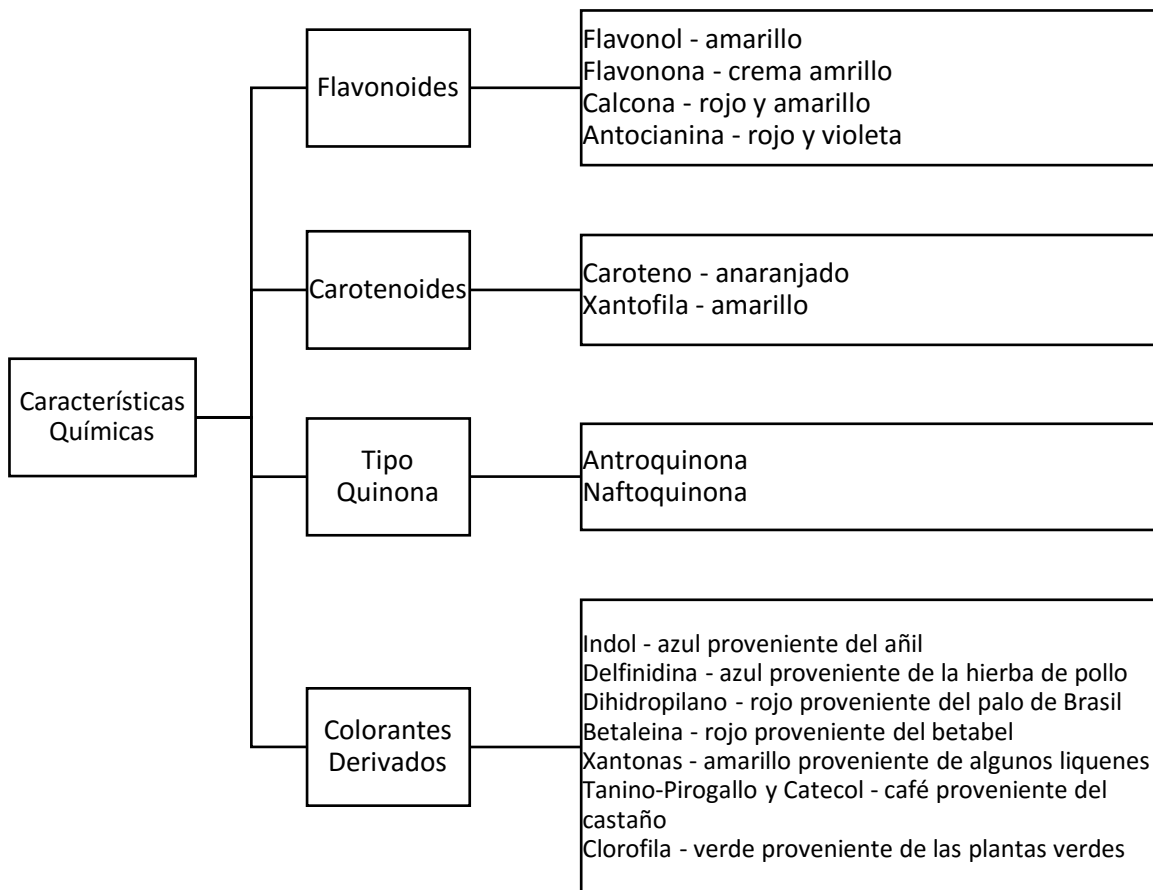 Característícas
Químicas
Flavonoides
Flavonol - amarillo
Flavonona - crema amrillo
Calcona - rojo y amarillo
Antocianina - rojo y violeta
Carotenoides
Caroteno - anaranjado
Xantofila - amarillo
Tipo
Quinona
Antroquinona
Naftoquinona
Colorantes
Derivados
Indol - azul proveniente del añil
Delfinidina - azul proveniente de la hierba de pollo
Dihidropilano - rojo proveniente del palo de Brasil
Betaleina - rojo proveniente del betabel
Xantonas - amarillo proveniente de algunos liquenes
Tanino-Pirogallo y Catecol - café proveniente del
castaño
Clorofila - verde proveniente de las plantas verdes